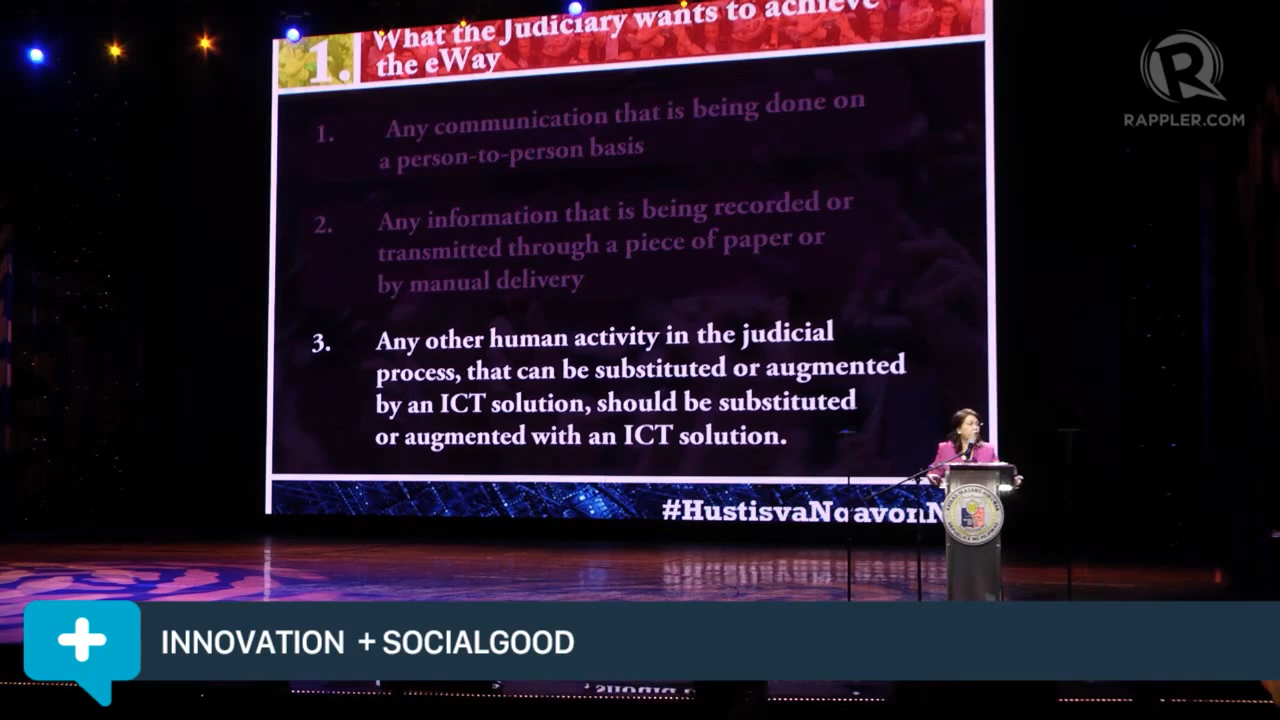 What the Judiciary wants to achieve
1.
the eWay
1.
Any communication that is being done on
a person-to-person basis
2.
Any information that is being recorded or
transmitted through a piece of paper or
by manual delivery
3.
Any other human activity in the judicial
process, that can be substituted or augmented
by an ICT solution, should be substituted
or augmented with an ICT solution.
R
RAPPLER.COM
INNOVATION + SOCIALGOOD